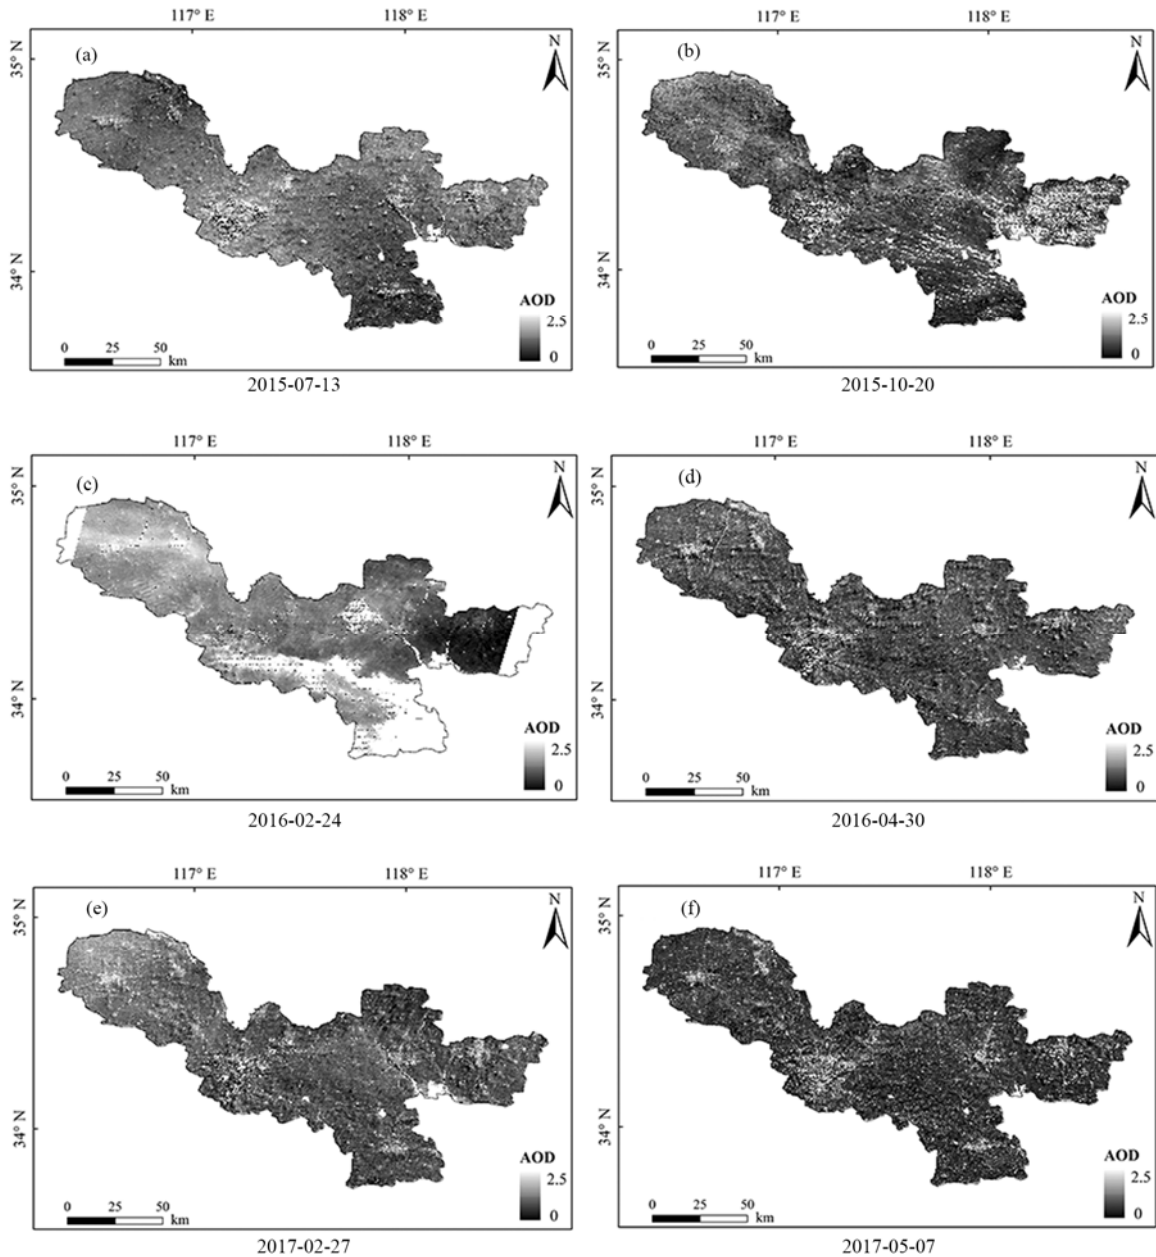 117° E 118° E
(a)
N
35° N
34° N
AOD
2.5
0
0 25 50
km
2015-07-13
117° E 118° E
(b)
N
35° N
34° N
AOD
2.5
0
0 25 50
km
2015-10-20
117° E 118° E
(c)
N
35° N
34° N
AOD
2.5
0
0 25 50
km
2016-02-24
117° E 118° E
(d)
N
35° N
34° N
AOD
2.5
0
0 25 50
km
2016-04-30
117° E 118° E
(e)
N
35° N
34° N
AOD
2.5
0
0 25 50
km
2017-02-27
117° E 118° E
(f)
N
35° N
34° N
AOD
2.5
0
0 25 50
km
2017-05-07